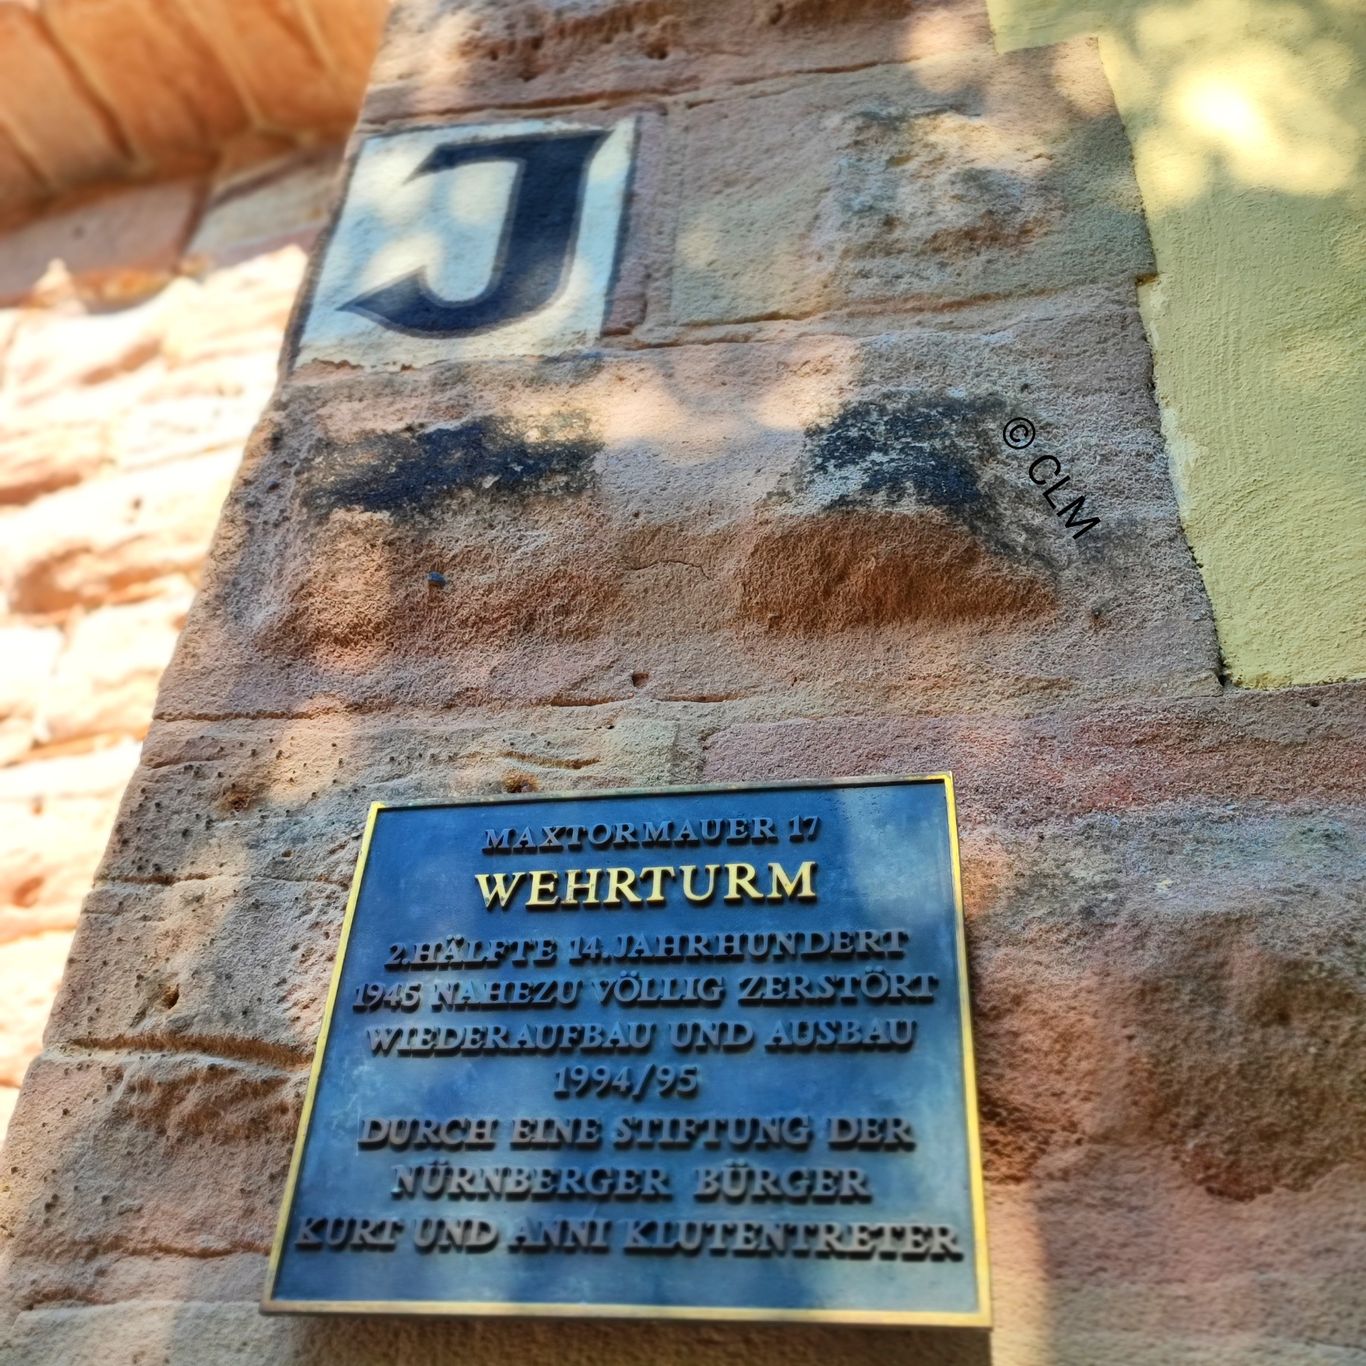 J
© CLM
MAXTORMAUER 17
WEHRTURM
2.HÄLFTE 14.JAHRHUNDERT
1945 NAHEZU VÖLLIG ZERSTÖRT
WIEDERAUFBAU UND AUSBAU
1994/95
DURCH EINE STIFTUNG DER
NÜRNBERGER BÜRGER
KURT UND ANNI KLUTENTRETER